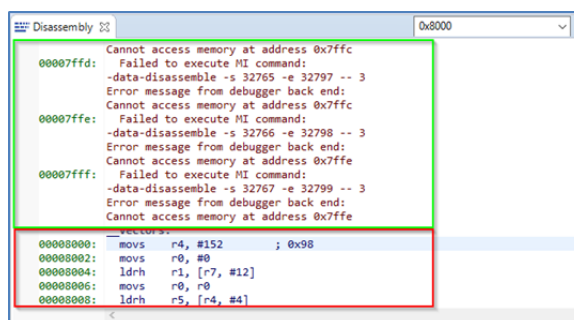 Disassembly
0x8000
Cannot access memory at address 0x7ffc
00007ffd: Failed to execute MI command:
-data-disassemble -s 32765 -e 32797 -- 3
Error message from debugger back end:
Cannot access memory at address 0x7ffc
00007ffe: Failed to execute MI command:
-data-disassemble -s 32766 -e 32798 -- 3
Error message from debugger back end:
Cannot access memory at address 0x7ffe
00007fff: Failed to execute MI command:
-data-disassemble -s 32767 -e 32799 -- 3
Error message from debugger back end:
Cannot access memory at address 0x7ffe
__vectors:
00008000: movs r4, #152 ; 0x98
00008002: movs r0, #0
00008004: ldrh r1, [r7, #12]
00008006: movs r0, r0
00008008: ldrh r5, [r4, #4]